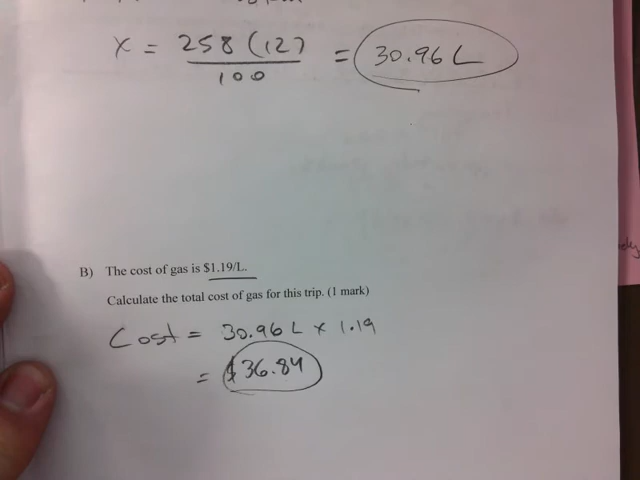 x = 258 (12) / 100 = 30.96 L
B) The cost of gas is $1.19/L.
Calculate the total cost of gas for this trip. (1 mark)
Cost = 30.96 L x 1.19
= $36.84